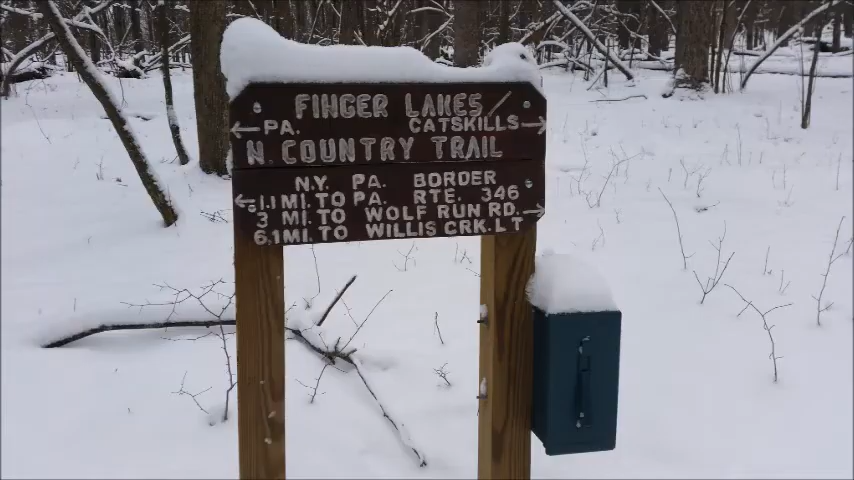 FINGER LAKES
PA. CATSKILLS
N. COUNTRY TRAIL
N.Y. PA. BORDER
1.1 MI. TO PA. RTE. 346
3 MI. TO WOLF RUN RD.
6.1 MI. TO WILLIS CRK. L T